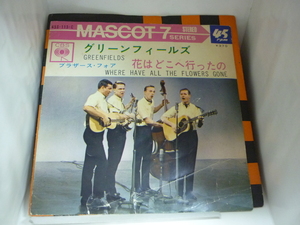 MASCOT 7
SERIES
45
グリーンフィールズ
GREENFIELDS
ブラザース・フォア
花はどこへ行ったの
WHERE HAVE ALL THE FLOWERS GONE